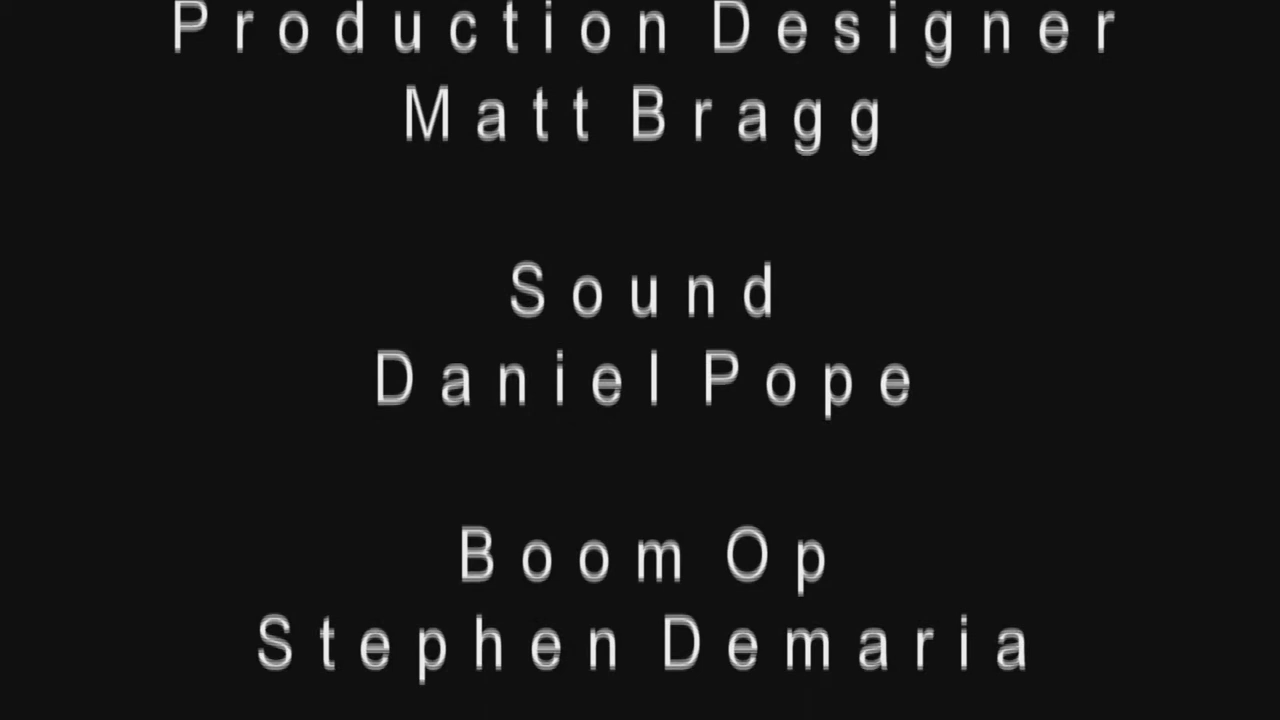 Production Designer
Matt Bragg
Sound
Daniel Pope
Boom Op
Stephen Demaria